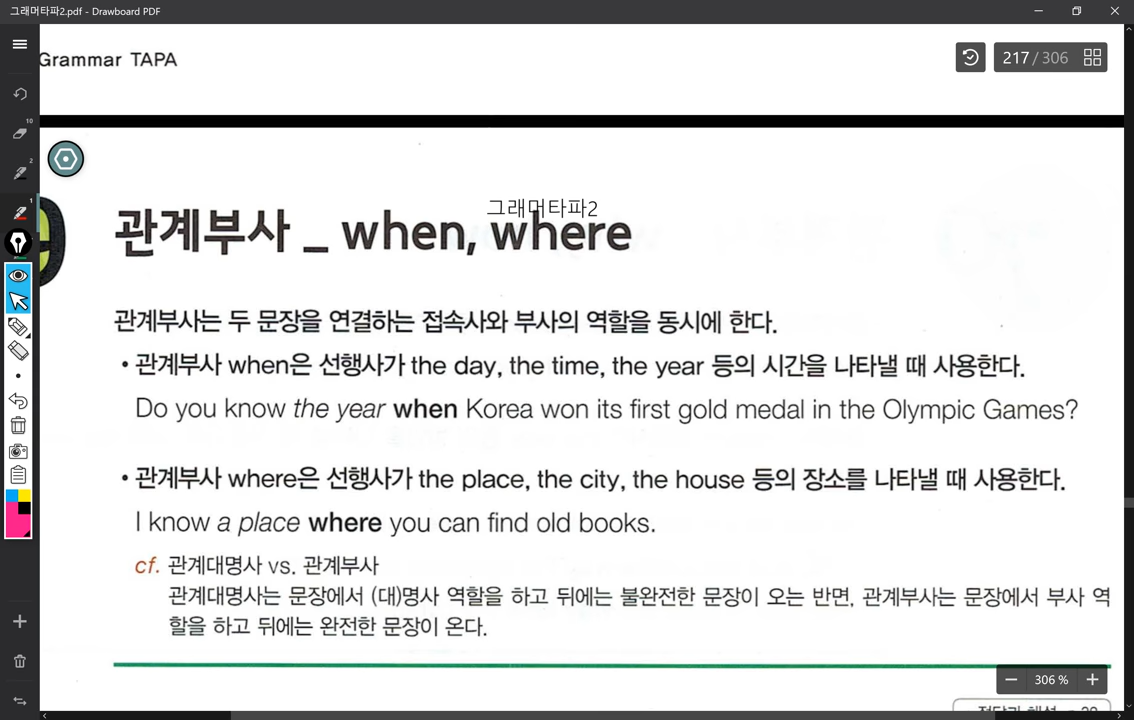 그래머타파2.pdf - Drawboard PDF
Grammar TAPA
217 / 306
10
2
1
그래머타파2
관계부사 _ when, where
관계부사는 두 문장을 연결하는 접속사와 부사의 역할을 동시에 한다.
• 관계부사 when은 선행사가 the day, the time, the year 등의 시간을 나타낼 때 사용한다.
Do you know the year when Korea won its first gold medal in the Olympic Games?
• 관계부사 where은 선행사가 the place, the city, the house 등의 장소를 나타낼 때 사용한다.
I know a place where you can find old books.
cf. 관계대명사 vs. 관계부사
관계대명사는 문장에서 (대)명사 역할을 하고 뒤에는 불완전한 문장이 오는 반면, 관계부사는 문장에서 부사 역
할을 하고 뒤에는 완전한 문장이 온다.
306 %